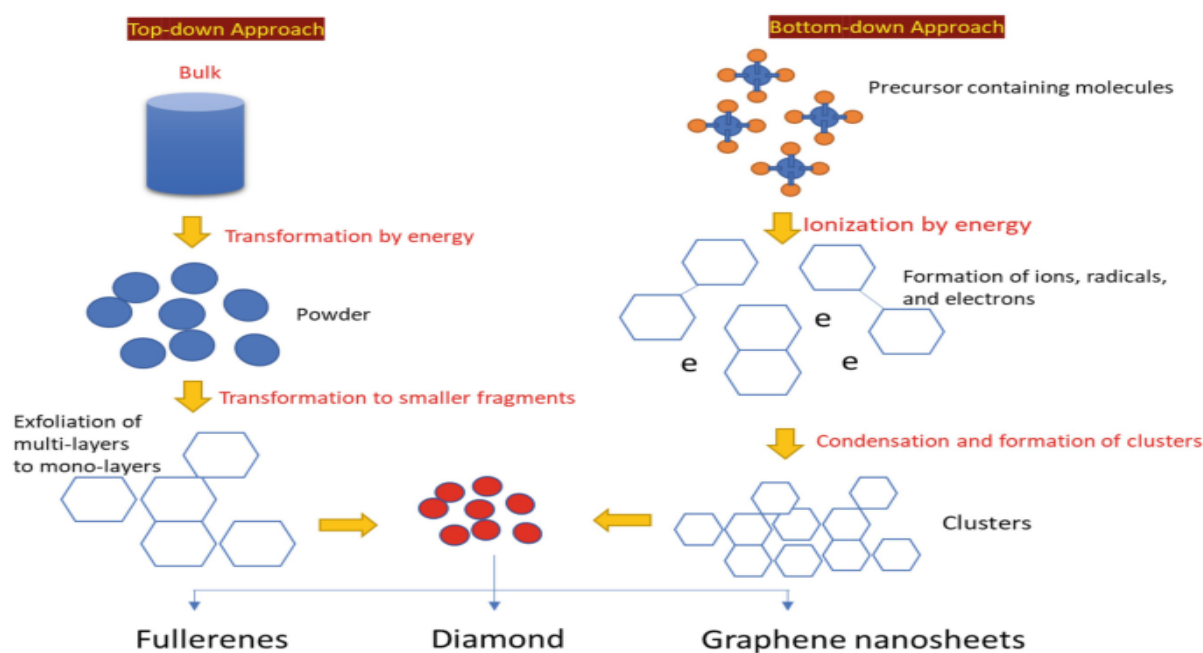 Top-down Approach
Bulk
Transformation by energy
Powder
Transformation to smaller fragments
Exfoliation of
multi-layers
to mono-layers
Bottom-down Approach
Precursor containing molecules
Ionization by energy
Formation of ions, radicals,
and electrons
e
e
e
Condensation and formation of clusters
Clusters
Fullerenes
Diamond
Graphene nanosheets